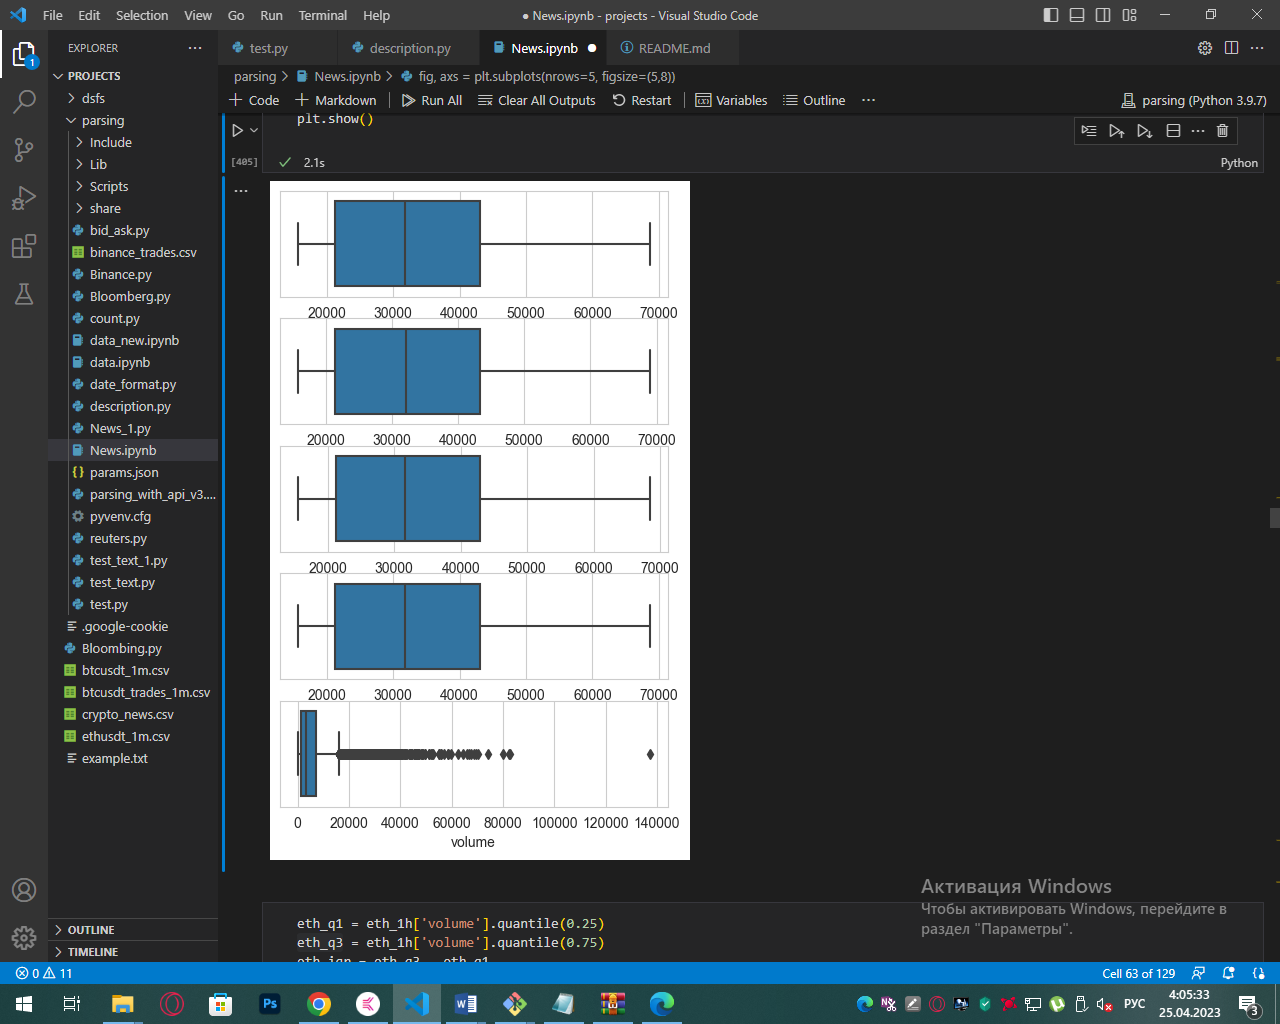 File Edit Selection View Go Run Terminal Help
● News.ipynb - projects - Visual Studio Code
EXPLORER
test.py description.py News.ipynb README.md
PROJECTS
parsing > News.ipynb > fig, axs = plt.subplots(nrows=5, figsize=(5,8))
Code Markdown Run All Clear All Outputs Restart Variables Outline ... parsing (Python 3.9.7)
dsfs
parsing
Include
Lib
Scripts
share
bid_ask.py
binance_trades.csv
Binance.py
Bloomberg.py
count.py
data_new.ipynb
data.ipynb
date_format.py
description.py
News_1.py
News.ipynb
params.json
parsing_with_api_v3....
pyvenv.cfg
reuters.py
test_text_1.py
test_text.py
test.py
.google-cookie
Bloombing.py
btcusdt_1m.csv
btcusdt_trades_1m.csv
crypto_news.csv
ethusdt_1m.csv
example.txt
OUTLINE
TIMELINE
1
plt.show()
[405] 2.1s Python
20000 30000 40000 50000 60000 70000
20000 30000 40000 50000 60000 70000
20000 30000 40000 50000 60000 70000
20000 30000 40000 50000 60000 70000
0 20000 40000 60000 80000 100000 120000 140000
volume
eth_q1 = eth_1h['volume'].quantile(0.25)
eth_q3 = eth_1h['volume'].quantile(0.75)
eth_iqr = eth_q3 - eth_q1
Активация Windows
Чтобы активировать Windows, перейдите в
раздел "Параметры".
0 11 Cell 63 of 129
РУС 4:05:33
25.04.2023 3